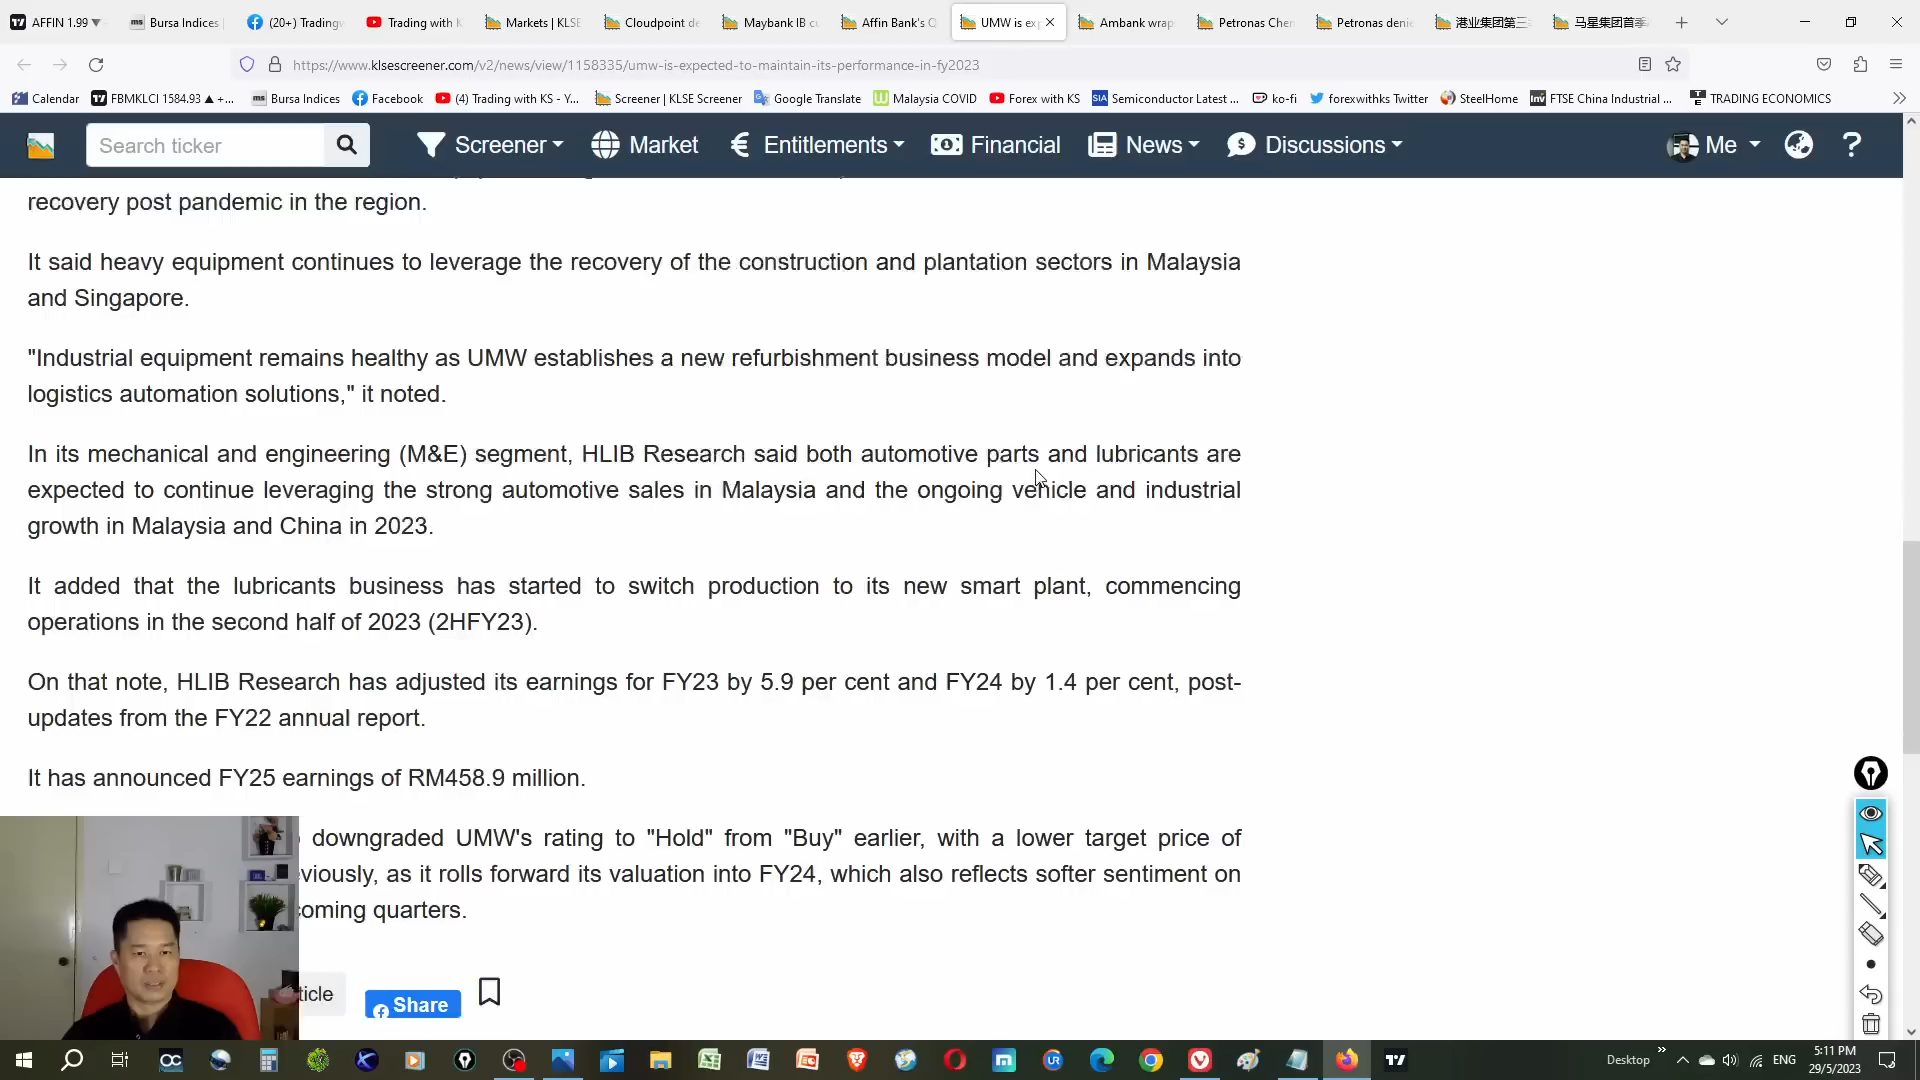 AFFIN 1.99 ▼
Bursa Indices
(20+) Trading
Trading with K
Markets | KLSE
Cloudpoint de
Maybank IB cu
Affin Bank's Q
UMW is exp
Ambank wrap
Petronas Chem
Petronas deni
港业集团第三
马星集团首季
https://www.klsescreener.com/v2/news/view/1158335/umw-is-expected-to-maintain-its-performance-in-fy2023
Calendar
FBMKLCI 1584.93 ▲ +...
Bursa Indices
Facebook
(4) Trading with KS - Y...
Screener | KLSE Screener
Google Translate
Malaysia COVID
Forex with KS
Semiconductor Latest ...
ko-fi
forexwithks Twitter
SteelHome
FTSE China Industrial ...
TRADING ECONOMICS
Search ticker
Screener
Market
Entitlements
Financial
News
Discussions
Me
recovery post pandemic in the region.
It said heavy equipment continues to leverage the recovery of the construction and plantation sectors in Malaysia
and Singapore.
"Industrial equipment remains healthy as UMW establishes a new refurbishment business model and expands into
logistics automation solutions," it noted.
In its mechanical and engineering (M&E) segment, HLIB Research said both automotive parts and lubricants are
expected to continue leveraging the strong automotive sales in Malaysia and the ongoing vehicle and industrial
growth in Malaysia and China in 2023.
It added that the lubricants business has started to switch production to its new smart plant, commencing
operations in the second half of 2023 (2HFY23).
On that note, HLIB Research has adjusted its earnings for FY23 by 5.9 per cent and FY24 by 1.4 per cent, post-
updates from the FY22 annual report.
It has announced FY25 earnings of RM458.9 million.
downgraded UMW's rating to "Hold" from "Buy" earlier, with a lower target price of
viously, as it rolls forward its valuation into FY24, which also reflects softer sentiment on
coming quarters.
ticle
Share
Desktop
ENG
5:11 PM
29/5/2023